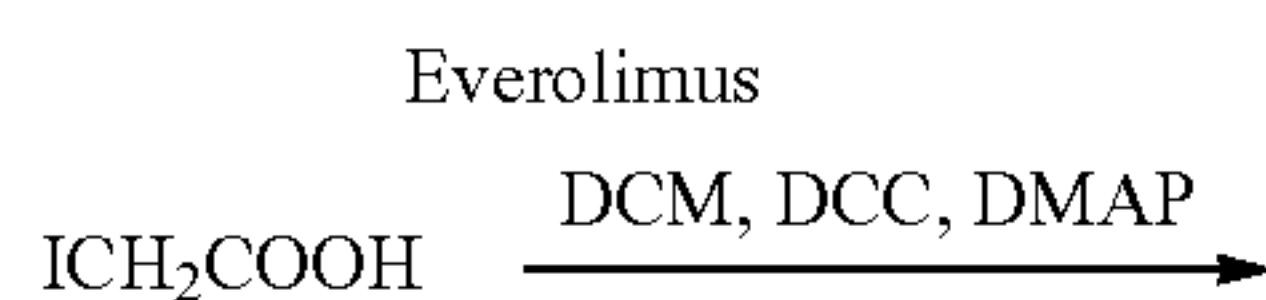 Everolimus
DCM, DCC, DMAP
ICH₂COOH